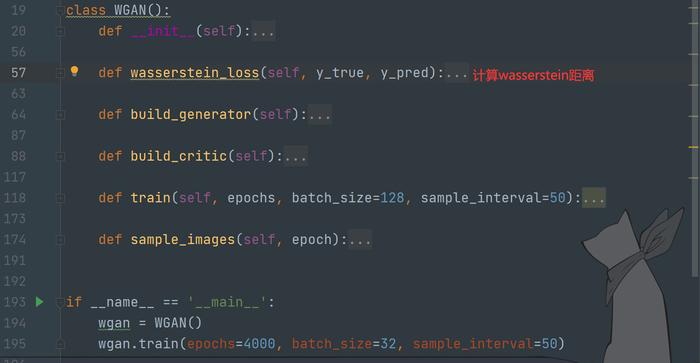 19 class WGAN():
20 def __init__(self):...
56
57 def wasserstein_loss(self, y_true, y_pred):... 计算wasserstein距离
63
64 def build_generator(self):...
87
88 def build_critic(self):...
117
118 def train(self, epochs, batch_size=128, sample_interval=50):...
173
174 def sample_images(self, epoch):...
191
192
193 if __name__ == '__main__':
194 wgan = WGAN()
195 wgan.train(epochs=4000, batch_size=32, sample_interval=50)